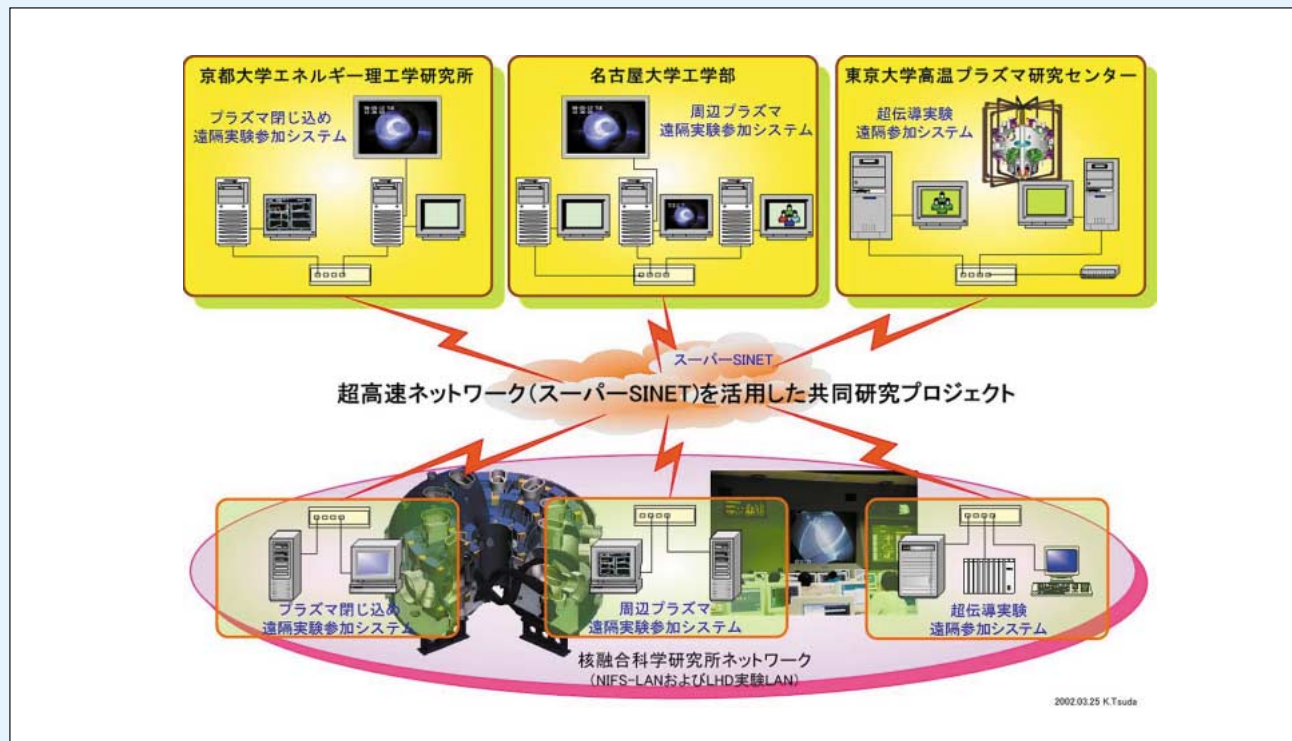 京都大学エネルギー理工学研究所
プラズマ閉じ込め
遠隔実験参加システム
名古屋大学工学部
周辺プラズマ
遠隔実験参加システム
東京大学高温プラズマ研究センター
超伝導実験
遠隔参加システム
スーパーSINET
超高速ネットワーク(スーパーSINET)を活用した共同研究プロジェクト
プラズマ閉じ込め
遠隔実験参加システム
周辺プラズマ
遠隔実験参加システム
超伝導実験
遠隔参加システム
核融合科学研究所ネットワーク
(NIFS-LANおよびLHD実験LAN)
2002.03.25 K.Tsuda